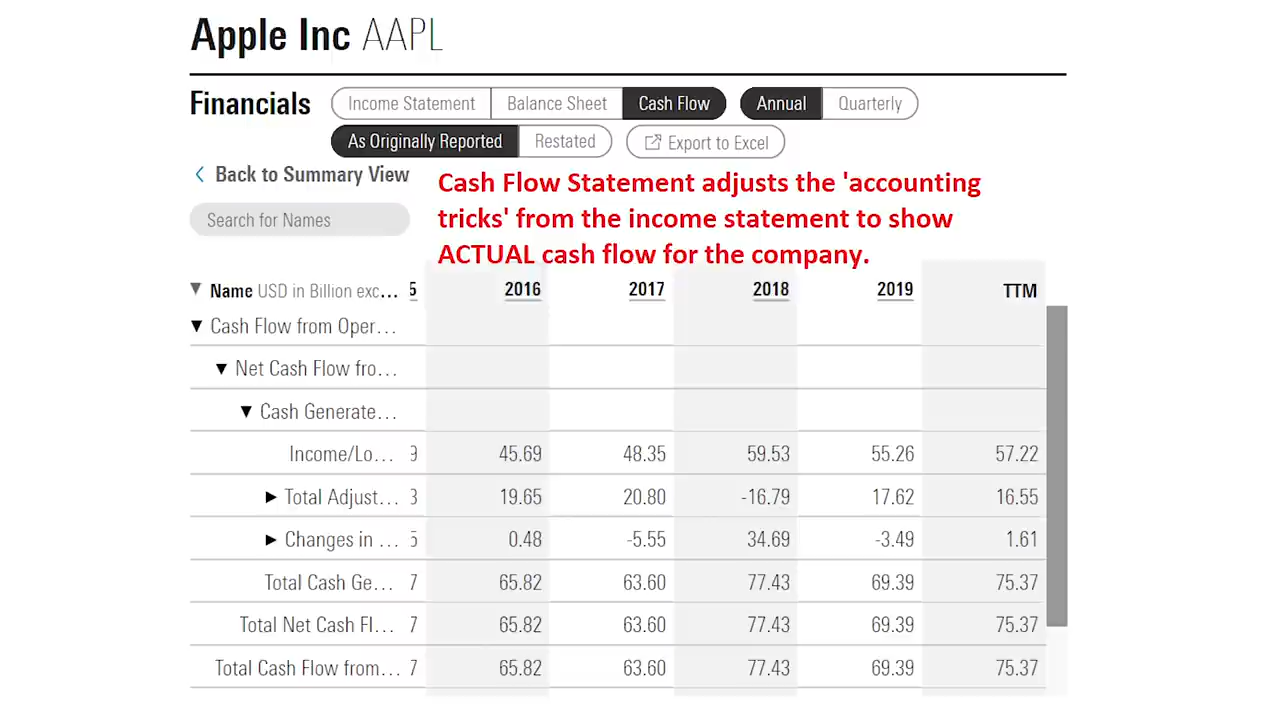 Apple Inc AAPL
Financials Income Statement Balance Sheet Cash Flow Annual Quarterly
As Originally Reported Restated Export to Excel
Back to Summary View
Search for Names
Cash Flow Statement adjusts the 'accounting
tricks' from the income statement to show
ACTUAL cash flow for the company.
Name USD in Billion exc... 5 2016 2017 2018 2019 TTM
Cash Flow from Oper...
Net Cash Flow fro...
Cash Generate...
Income/Lo... 9 45.69 48.35 59.53 55.26 57.22
Total Adjust... 3 19.65 20.80 -16.79 17.62 16.55
Changes in ... 5 0.48 -5.55 34.69 -3.49 1.61
Total Cash Ge... 7 65.82 63.60 77.43 69.39 75.37
Total Net Cash Fl... 7 65.82 63.60 77.43 69.39 75.37
Total Cash Flow from... 7 65.82 63.60 77.43 69.39 75.37